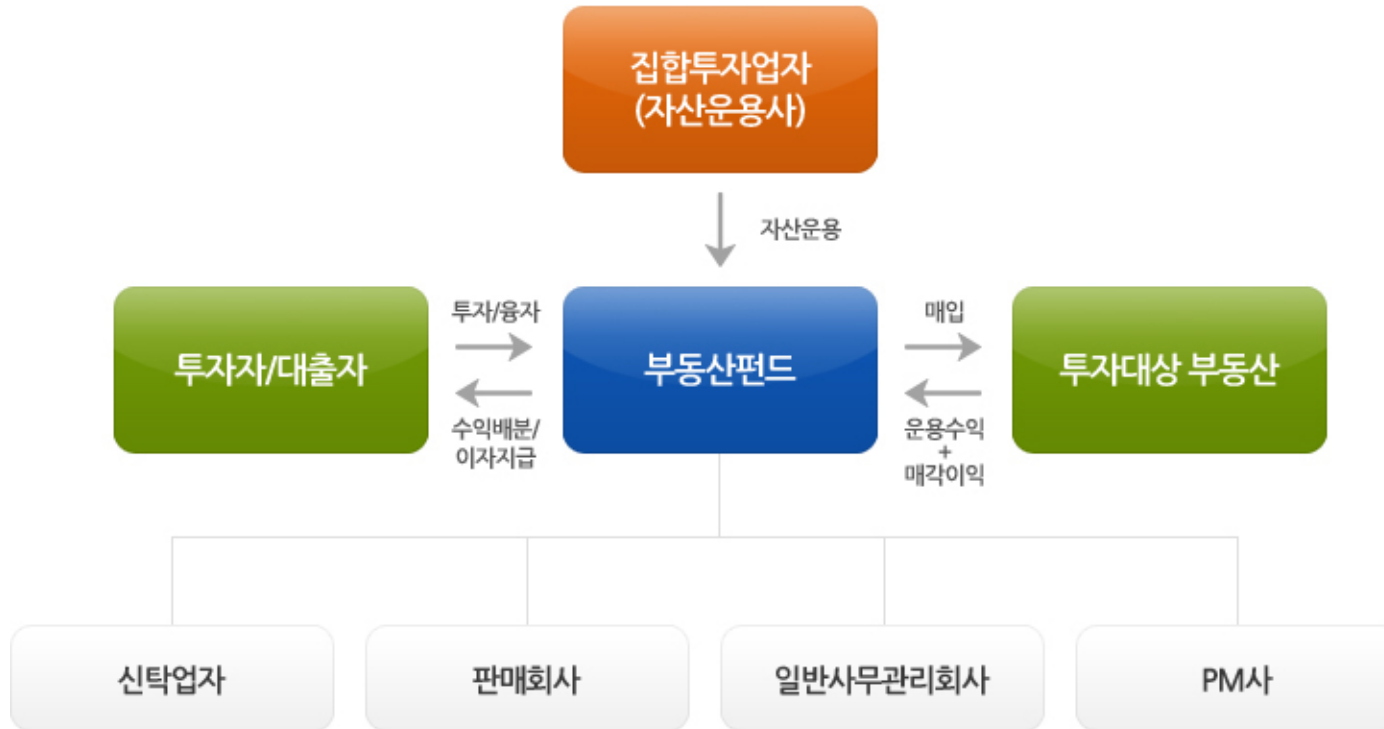 집합투자업자
(자산운용사)
자산운용
투자자/대출자
투자/융자
수익배분/
이자지급
부동산펀드
매입
운용수익
+
매각이익
투자대상 부동산
신탁업자
판매회사
일반사무관리회사
PM사